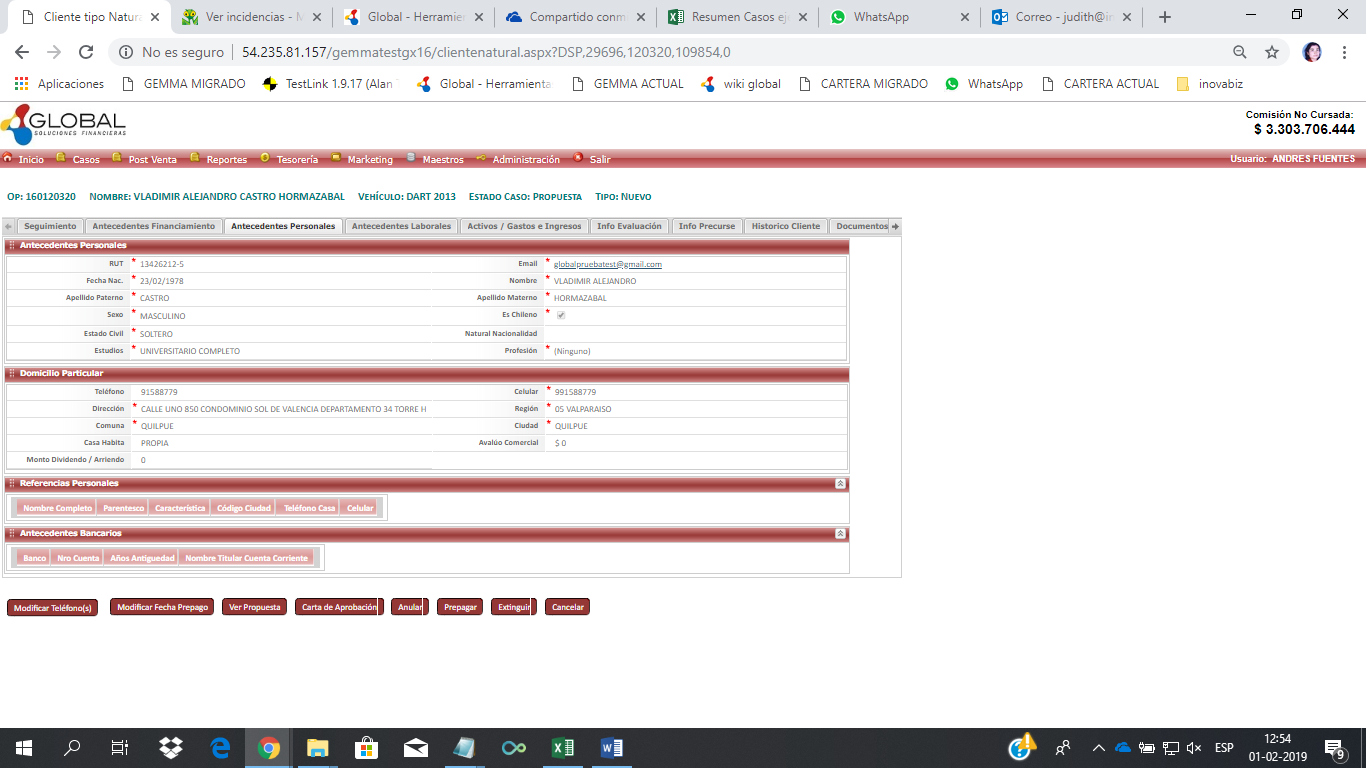 Cliente tipo Natura
Ver incidencias - M
Global - Herramien
Compartido conm
Resumen Casos eje
WhatsApp
Correo - judith@in
No es seguro
54.235.81.157/gemmatestgx16/clientenatural.aspx?DSP,29696,120320,109854,0
Aplicaciones GEMMA MIGRADO TestLink 1.9.17 (Alan Global - Herramienta: GEMMA ACTUAL wiki global CARTERA MIGRADO WhatsApp CARTERA ACTUAL inovabiz
GLOBAL
SOLUCIONES FINANCIERAS
Comisión No Cursada:
$ 3.303.706.444
Inicio Casos Post Venta Reportes Tesorería Marketing Maestros Administración Salir Usuario: ANDRES FUENTES
OP: 160120320 NOMBRE: VLADIMIR ALEJANDRO CASTRO HORMAZABAL VEHÍCULO: DART 2013 ESTADO CASO: PROPUESTA TIPO: NUEVO
Seguimiento Antecedentes Financiamiento Antecedentes Personales Antecedentes Laborales Activos / Gastos e Ingresos Info Evaluación Info Precurse Historico Cliente Documentos
Antecedentes Personales
RUT * 13426212-5 Email * globalpruebatest@gmail.com
Fecha Nac. * 23/02/1978 Nombre * VLADIMIR ALEJANDRO
Apellido Paterno * CASTRO Apellido Materno * HORMAZABAL
Sexo * MASCULINO Es Chileno *
Estado Civil * SOLTERO Natural Nacionalidad
Estudios * UNIVERSITARIO COMPLETO Profesión * (Ninguno)
Domicilio Particular
Teléfono 91588779 Celular * 991588779
Dirección * CALLE UNO 850 CONDOMINIO SOL DE VALENCIA DEPARTAMENTO 34 TORRE H Región * 05 VALPARAISO
Comuna * QUILPUE Ciudad * QUILPUE
Casa Habita PROPIA Avalúo Comercial $ 0
Monto Dividendo / Arriendo 0
Referencias Personales
Nombre Completo Parentesco Característica Código Ciudad Teléfono Casa Celular
Antecedentes Bancarios
Banco Nro Cuenta Años Antiguedad Nombre Titular Cuenta Corriente
Modificar Teléfono(s) Modificar Fecha Prepago Ver Propuesta Carta de Aprobación Anular Prepagar Extinguir Cancelar
ESP
12:54
01-02-2019
9